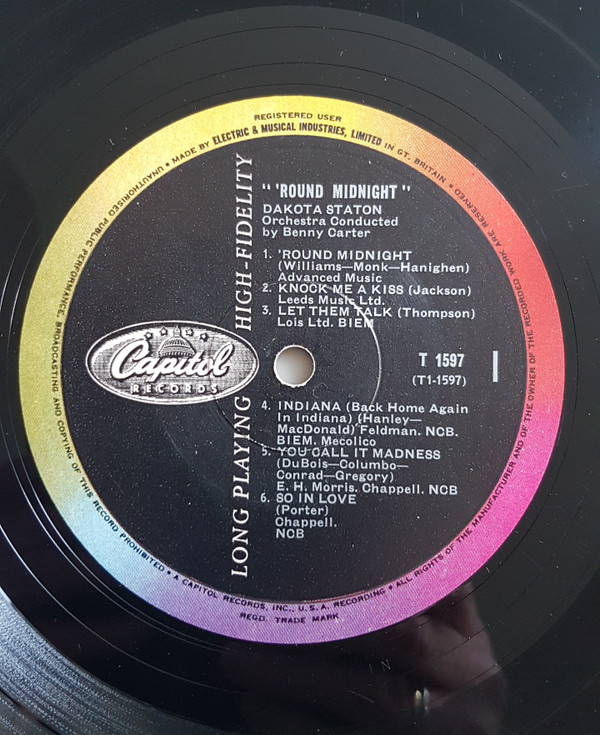 REGISTERED USER
UNAUTHORISED PUBLIC PERFORMANCE, BROADCASTING AND COPYING OF THIS RECORD PROHIBITED • A CAPITOL RECORDS, INC., U.S.A. RECORDING • ALL RIGHTS OF THE MANUFACTURER AND OF THE OWNER OF THE RECORDED WORK ARE RESERVED • MADE BY ELECTRIC & MUSICAL INDUSTRIES, LIMITED IN GT. BRITAIN •
REGD. TRADE MARK
LONG PLAYING HIGH-FIDELITY
Capitol
RECORDS
"'ROUND MIDNIGHT"
DAKOTA STATON
Orchestra Conducted
by Benny Carter
1. 'ROUND MIDNIGHT
(Williams—Monk—Hanighen)
Advanced Music
2. KNOCK ME A KISS (Jackson)
Leeds Music Ltd.
3. LET THEM TALK (Thompson)
Lois Ltd. BIEM
T 1597
(T1-1597)
1
4. INDIANA (Back Home Again
In Indiana) (Hanley—
MacDonald) Feldman. NCB.
BIEM. Mecolico
5. YOU CALL IT MADNESS
(DuBois—Columbo—
Conrad—Gregory)
E. H. Morris. Chappell. NCB
6. SO IN LOVE
(Porter)
Chappell.
NCB